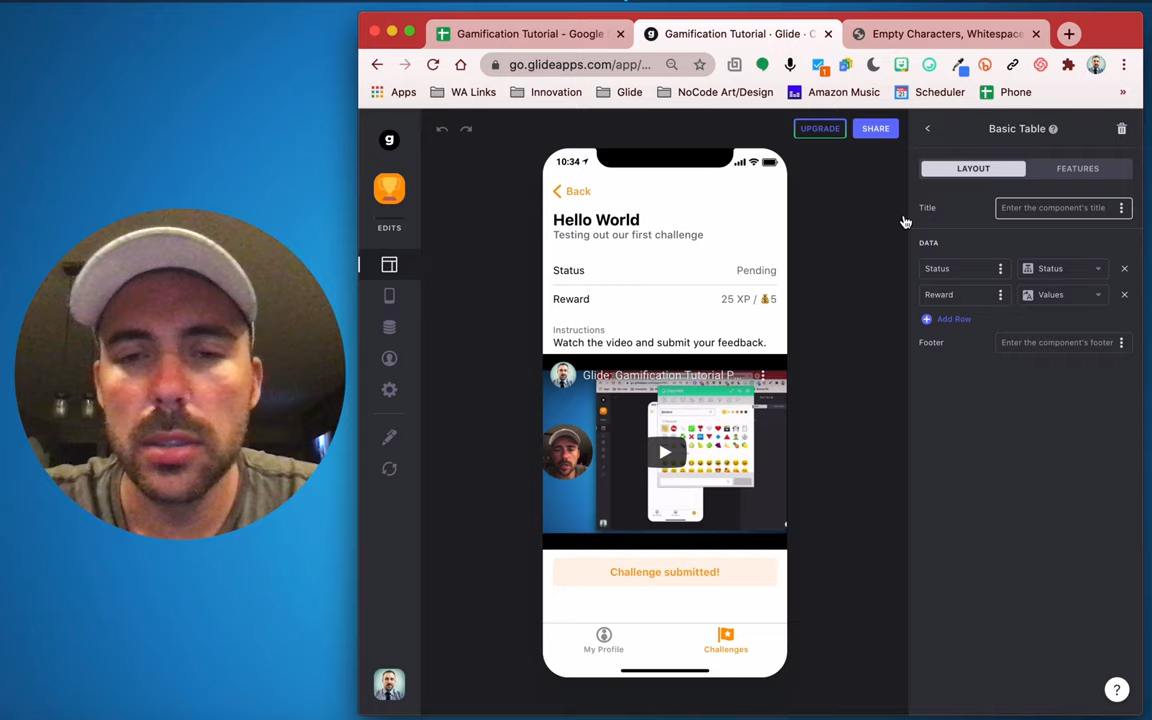 Gamification Tutorial - Google
Gamification Tutorial · Glide · C
Empty Characters, Whitespace
go.glideapps.com/app/...
1
21
Apps
WA Links
Innovation
Glide
NoCode Art/Design
Amazon Music
Scheduler
Phone
»
g
EDITS
UPGRADE
SHARE
10:34
Back
Hello World
Testing out our first challenge
Status
Pending
Reward
25 XP / 💰5
Instructions
Watch the video and submit your feedback.
Glide: Gamification Tutorial P
Challenge submitted!
My Profile
Challenges
Basic Table
LAYOUT
FEATURES
Title
Enter the component's title
DATA
Status
Status
Reward
Values
Add Row
Footer
Enter the component's footer
?